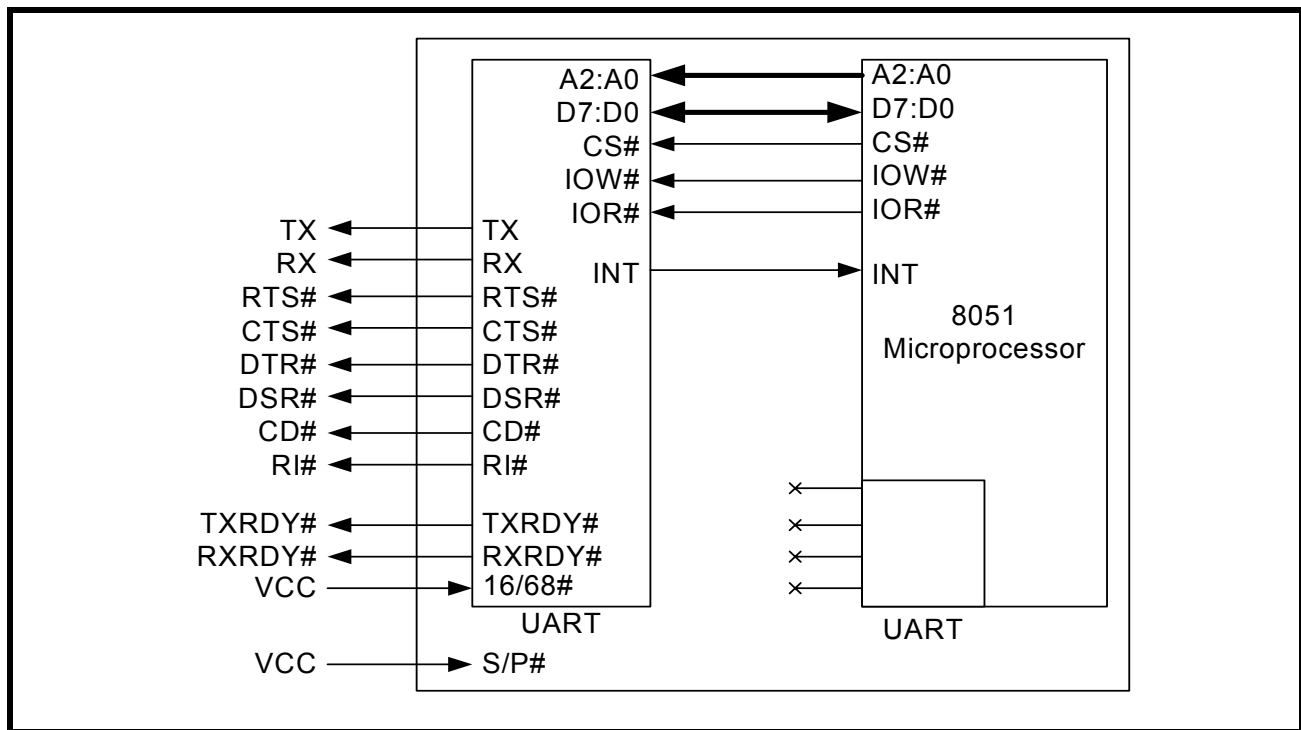 A2:A0
D7:D0
CS#
IOW#
IOR#
INT
A2:A0
D7:D0
CS#
IOW#
IOR#
INT
8051
Microprocessor
TX
RX
RTS#
CTS#
DTR#
DSR#
CD#
RI#
TXRDY#
RXRDY#
VCC
VCC
TX
RX
RTS#
CTS#
DTR#
DSR#
CD#
RI#
TXRDY#
RXRDY#
16/68#
UART
S/P#
UART